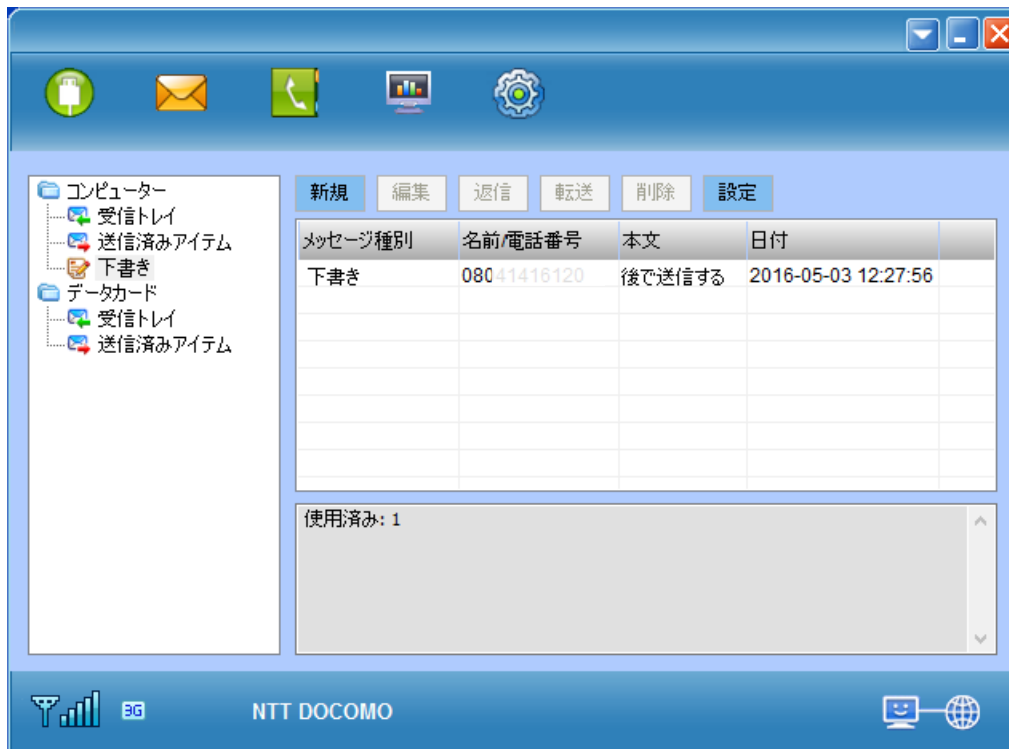 コンピューター
受信トレイ
送信済みアイテム
下書き
データカード
受信トレイ
送信済みアイテム
新規 編集 返信 転送 削除 設定
メッセージ種別 名前/電話番号 本文 日付
下書き 08041416120 後で送信する 2016-05-03 12:27:56
使用済み: 1
3G NTT DOCOMO